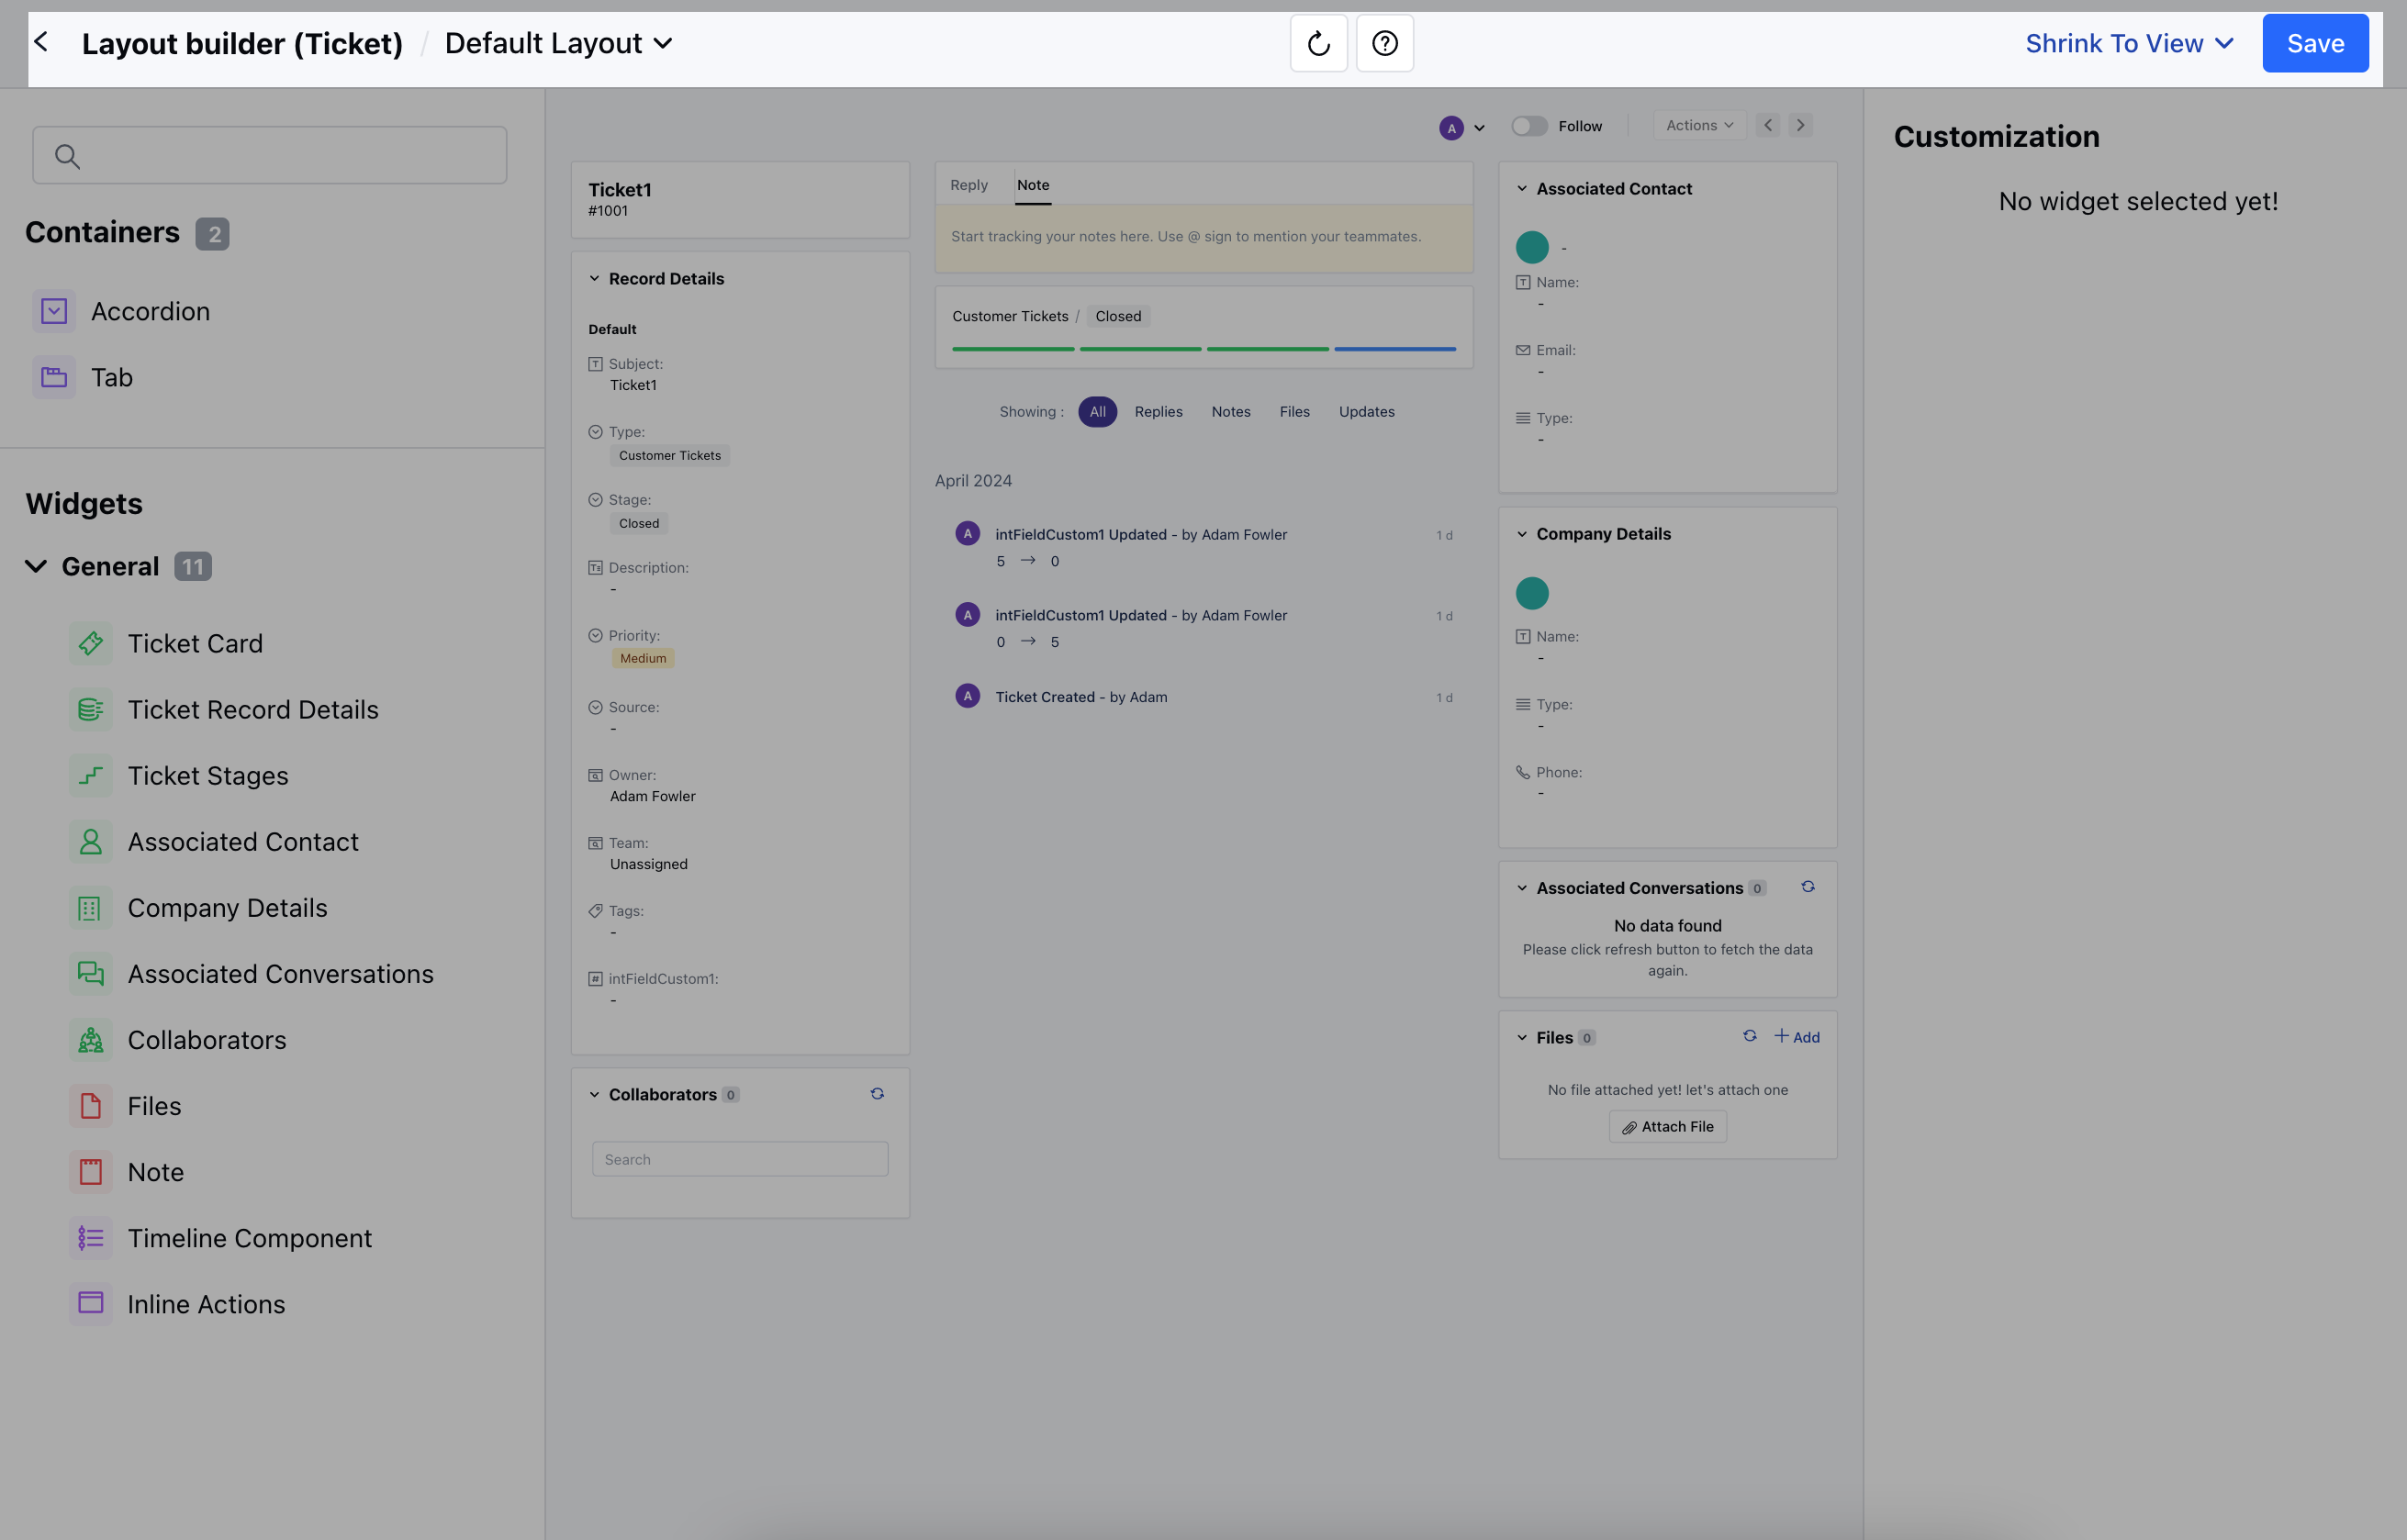 Layout builder (Ticket) / Default Layout
Shrink To View
Save
Containers 2
Accordion
Tab
Widgets
General 11
Ticket Card
Ticket Record Details
Ticket Stages
Associated Contact
Company Details
Associated Conversations
Collaborators
Files
Note
Timeline Component
Inline Actions
A
Follow
Actions
Ticket1
#1001
Record Details
Default
Subject:
Ticket1
Type:
Customer Tickets
Stage:
Closed
Description:
-
Priority:
Medium
Source:
-
Owner:
Adam Fowler
Team:
Unassigned
Tags:
-
intFieldCustom1:
-
Collaborators 0
Search
Reply Note
Start tracking your notes here. Use @ sign to mention your teammates.
Customer Tickets / Closed
Showing : All Replies Notes Files Updates
April 2024
A intFieldCustom1 Updated - by Adam Fowler 1 d
5 → 0
A intFieldCustom1 Updated - by Adam Fowler 1 d
0 → 5
A Ticket Created - by Adam 1 d
Associated Contact
-
Name:
-
Email:
-
Type:
-
Company Details
Name:
-
Type:
-
Phone:
-
Associated Conversations 0
No data found
Please click refresh button to fetch the data
again.
Files 0 + Add
No file attached yet! let's attach one
Attach File
Customization
No widget selected yet!